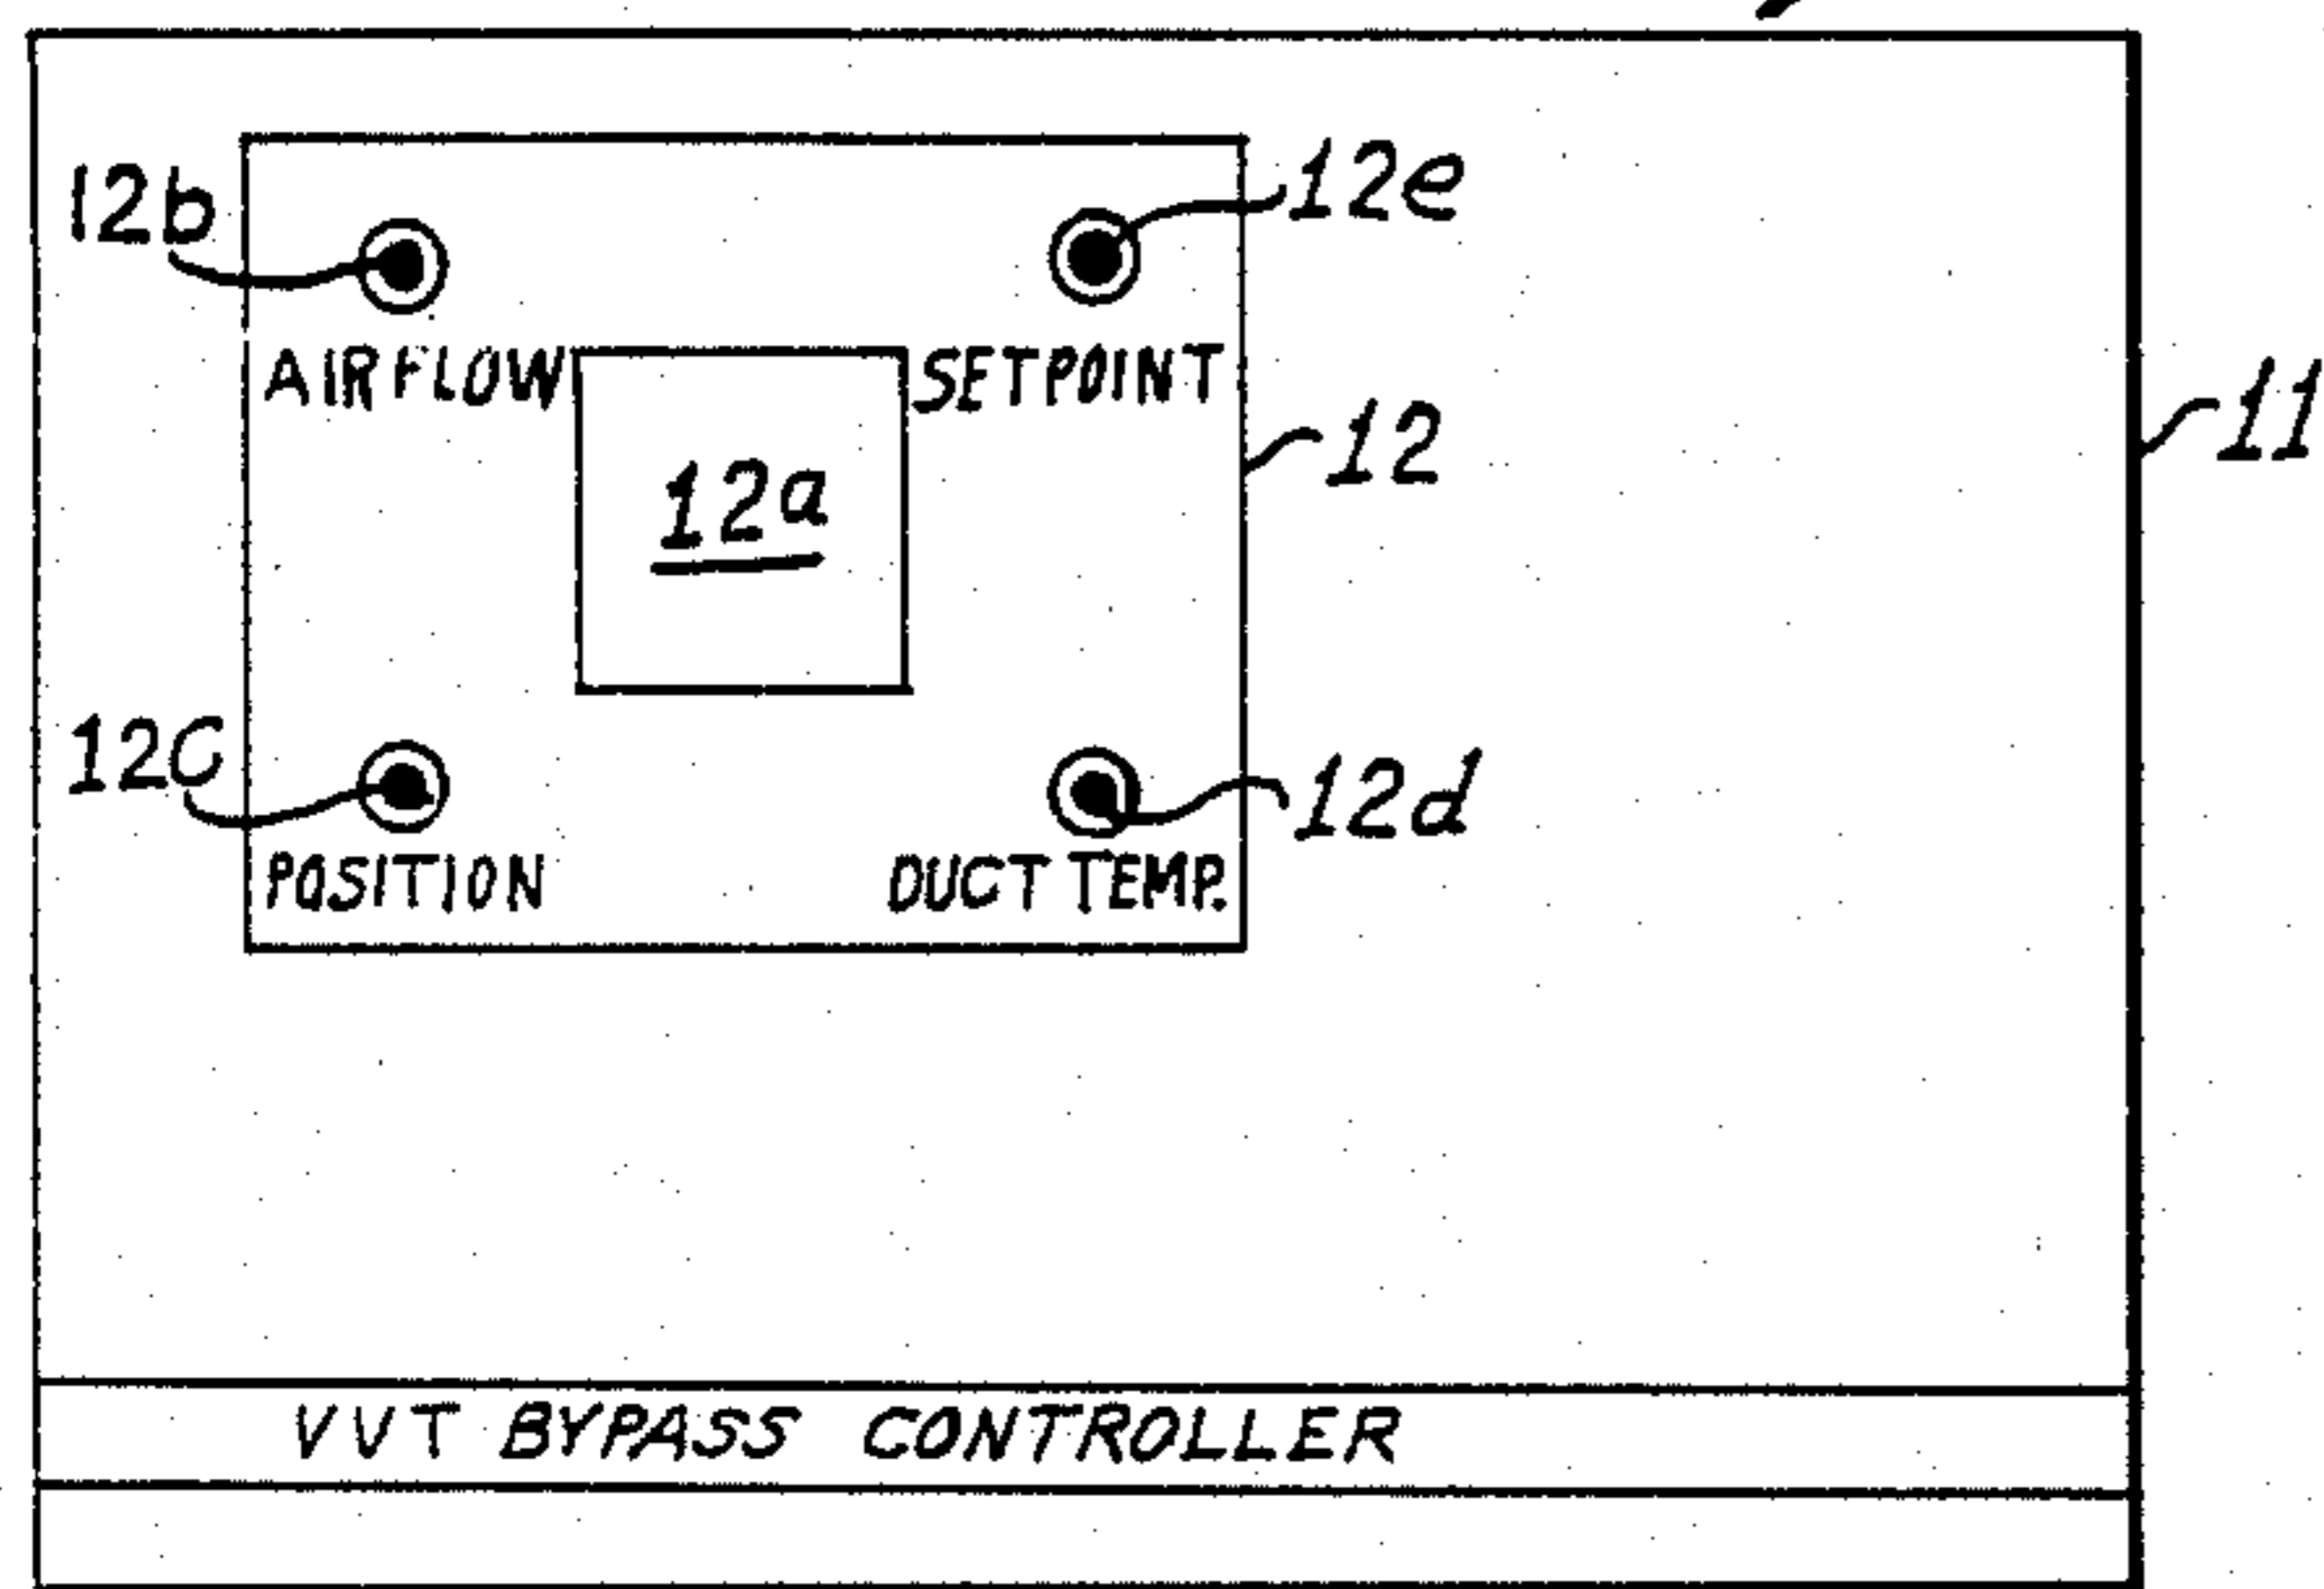 12b 12e
AIRFLOW SETPOINT
12 11
12a
12c 12d
POSITION DUCT TEMP.
VVT BYPASS CONTROLLER